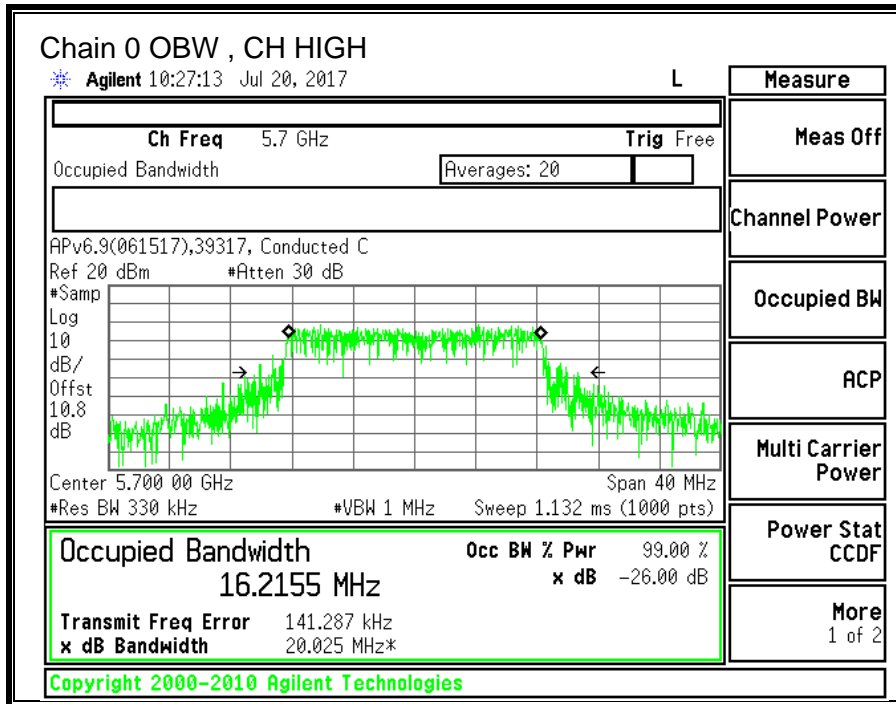 Chain 0 OBW , CH HIGH
Agilent 10:27:13 Jul 20, 2017 L
Measure
Ch Freq 5.7 GHz Trig Free
Occupied Bandwidth Averages: 20
APv6.9(061517),39317, Conducted C
Ref 20 dBm #Atten 30 dB
#Samp
Log
10
dB/
Offst
10.8
dB
Center 5.700 00 GHz Span 40 MHz
#Res BW 330 kHz #VBW 1 MHz Sweep 1.132 ms (1000 pts)
Occupied Bandwidth Occ BW % Pwr 99.00 %
16.2155 MHz x dB -26.00 dB
Transmit Freq Error 141.287 kHz
x dB Bandwidth 20.025 MHz*
Copyright 2000-2010 Agilent Technologies
Meas Off
Channel Power
Occupied BW
ACP
Multi Carrier
Power
Power Stat
CCDF
More
1 of 2